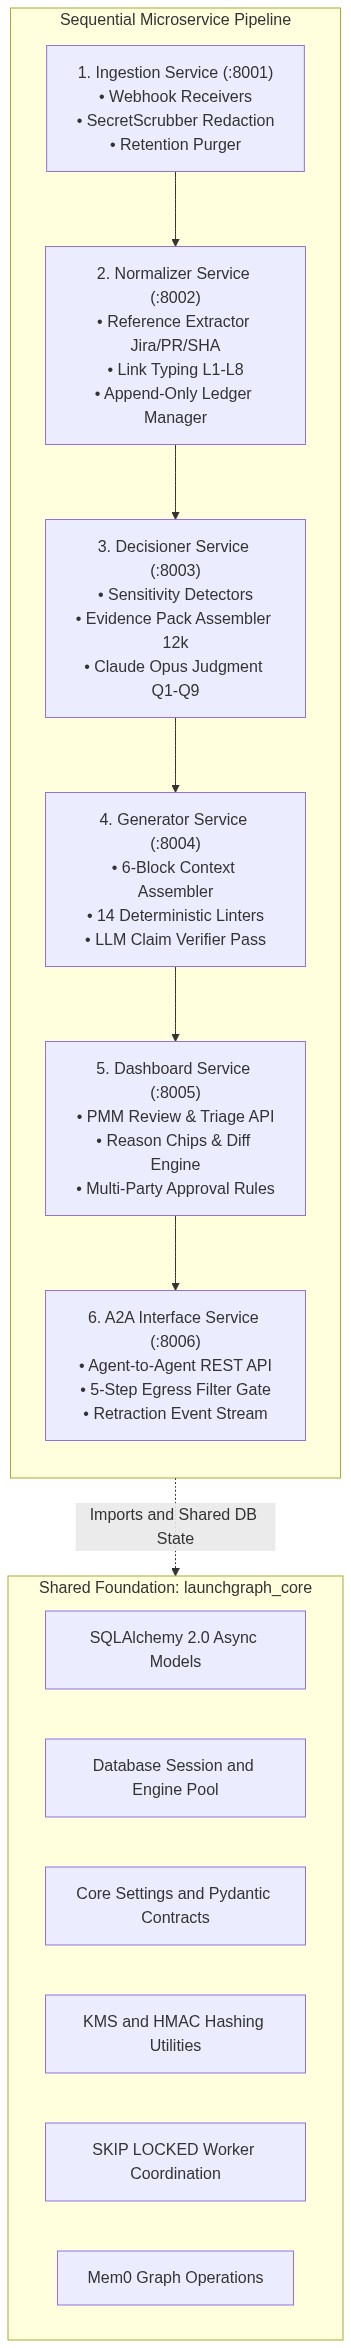 Sequential Microservice Pipeline
1. Ingestion Service (:8001)
• Webhook Receivers
• SecretScrubber Redaction
• Retention Purger
2. Normalizer Service
(:8002)
• Reference Extractor
Jira/PR/SHA
• Link Typing L1-L8
• Append-Only Ledger
Manager
3. Decisioner Service
(:8003)
• Sensitivity Detectors
• Evidence Pack Assembler
12k
• Claude Opus Judgment
Q1-Q9
4. Generator Service
(:8004)
• 6-Block Context
Assembler
• 14 Deterministic Linters
• LLM Claim Verifier Pass
5. Dashboard Service
(:8005)
• PMM Review & Triage API
• Reason Chips & Diff
Engine
• Multi-Party Approval Rules
6. A2A Interface Service
(:8006)
• Agent-to-Agent REST API
• 5-Step Egress Filter Gate
• Retraction Event Stream
Imports and Shared DB
State
Shared Foundation: launchgraph_core
SQLAlchemy 2.0 Async
Models
Database Session and
Engine Pool
Core Settings and Pydantic
Contracts
KMS and HMAC Hashing
Utilities
SKIP LOCKED Worker
Coordination
Mem0 Graph Operations